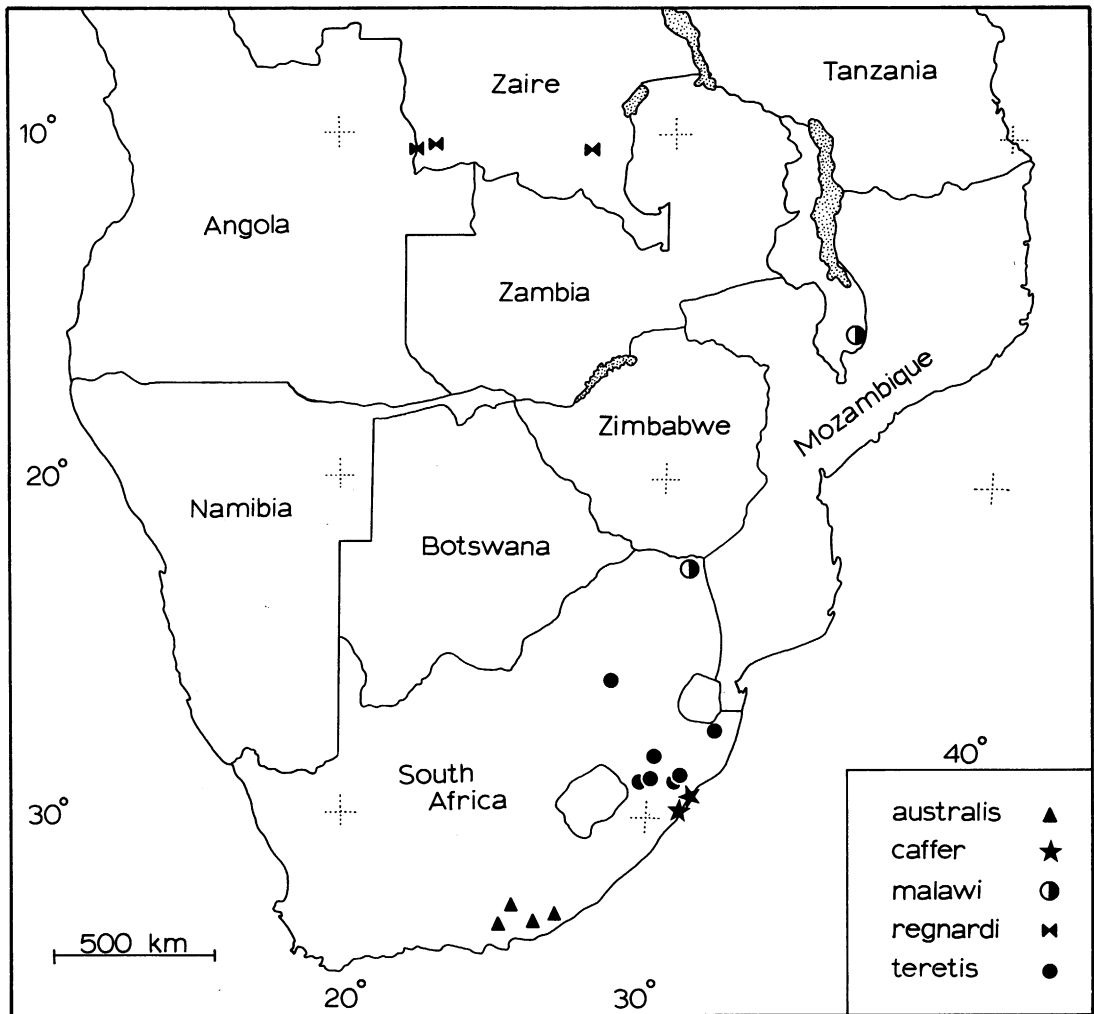 Zaire
Tanzania
10°
Angola
Zambia
Mozambique
Zimbabwe
20°
Namibia
Botswana
40°
South
Africa
30°
australis
caffer
malawi
regnardi
teretis
500 km
20°
30°